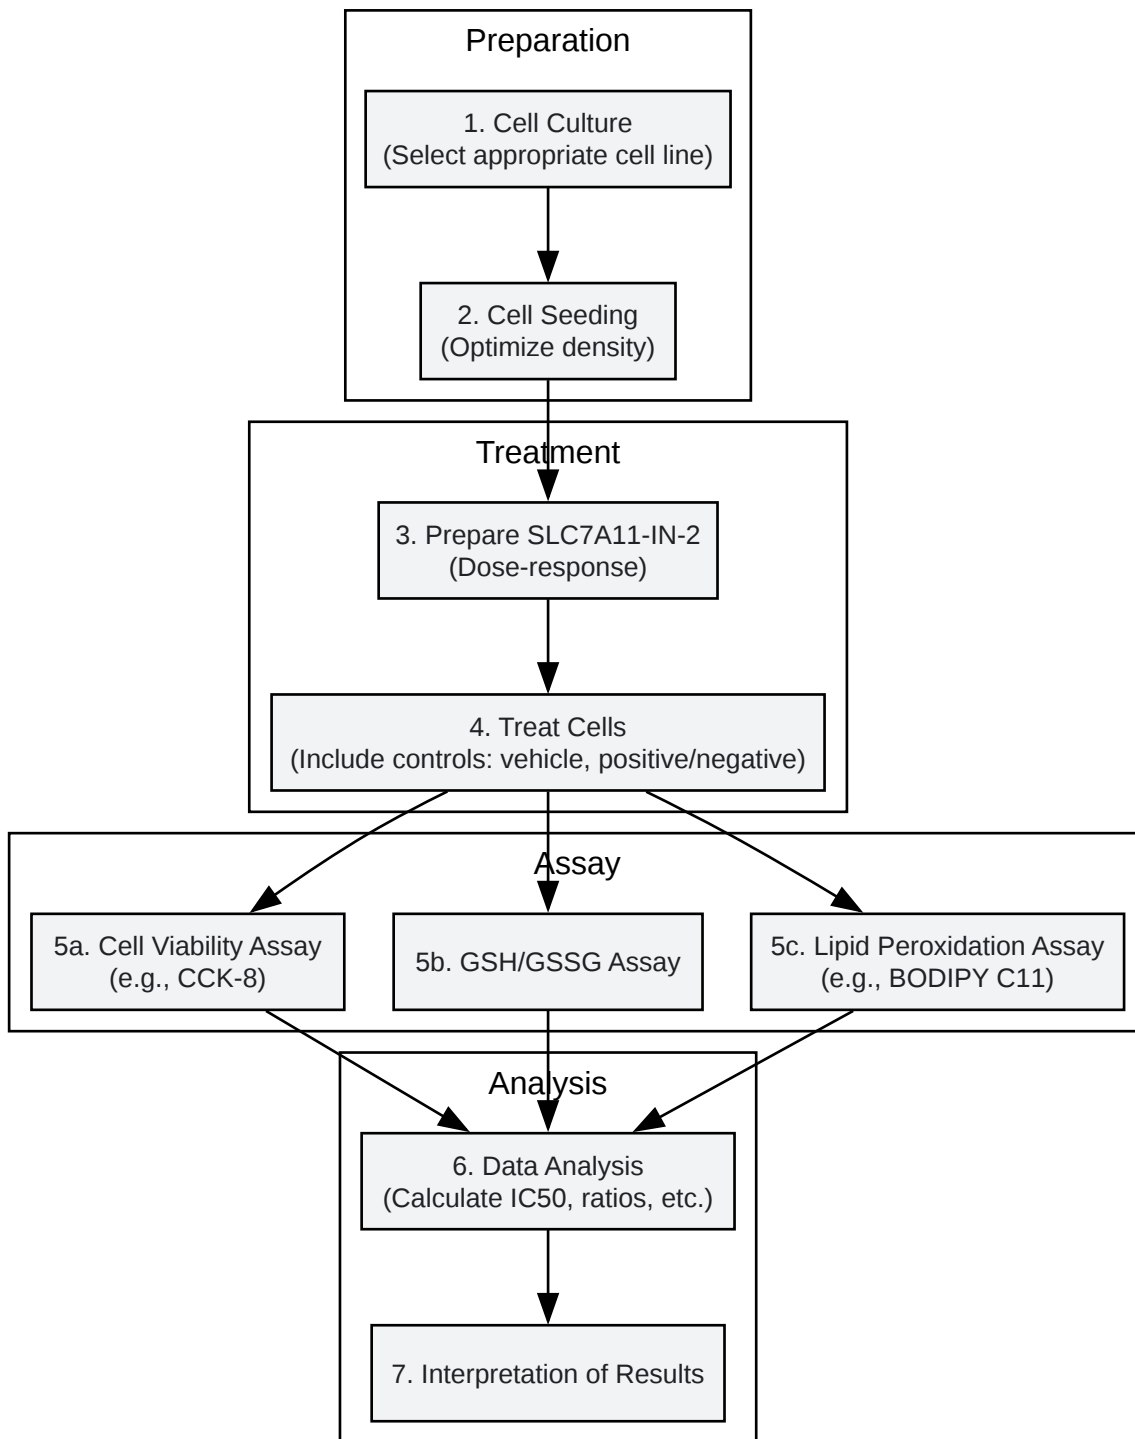 Preparation
1. Cell Culture
(Select appropriate cell line)
2. Cell Seeding
(Optimize density)
Treatment
3. Prepare SLC7A11-IN-2
(Dose-response)
4. Treat Cells
(Include controls: vehicle, positive/negative)
Assay
5a. Cell Viability Assay
(e.g., CCK-8)
5b. GSH/GSSG Assay
5c. Lipid Peroxidation Assay
(e.g., BODIPY C11)
Analysis
6. Data Analysis
(Calculate IC50, ratios, etc.)
7. Interpretation of Results